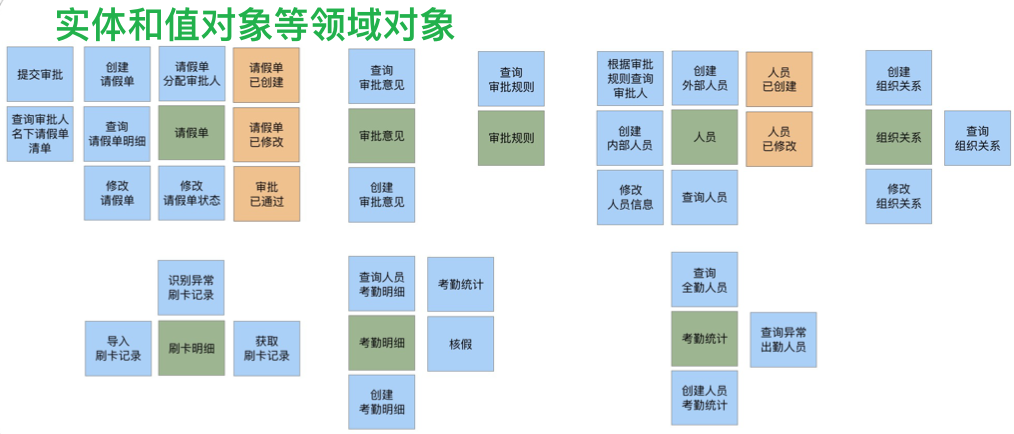 实体和值对象等领域对象
提交审批
创建
请假单
请假单
分配审批人
请假单
已创建
查询审批人
名下请假单
清单
查询
请假单明细
请假单
请假单
已修改
修改
请假单
修改
请假单状态
审批
已通过
查询
审批意见
审批意见
创建
审批意见
查询
审批规则
审批规则
根据审批
规则查询
审批人
创建
外部人员
人员
已创建
创建
内部人员
人员
人员
已修改
修改
人员信息
查询人员
创建
组织关系
组织关系
查询
组织关系
修改
组织关系
识别异常
刷卡记录
导入
刷卡记录
刷卡明细
获取
刷卡记录
查询人员
考勤明细
考勤统计
考勤明细
核假
创建
考勤明细
查询
全勤人员
考勤统计
查询异常
出勤人员
创建人员
考勤统计